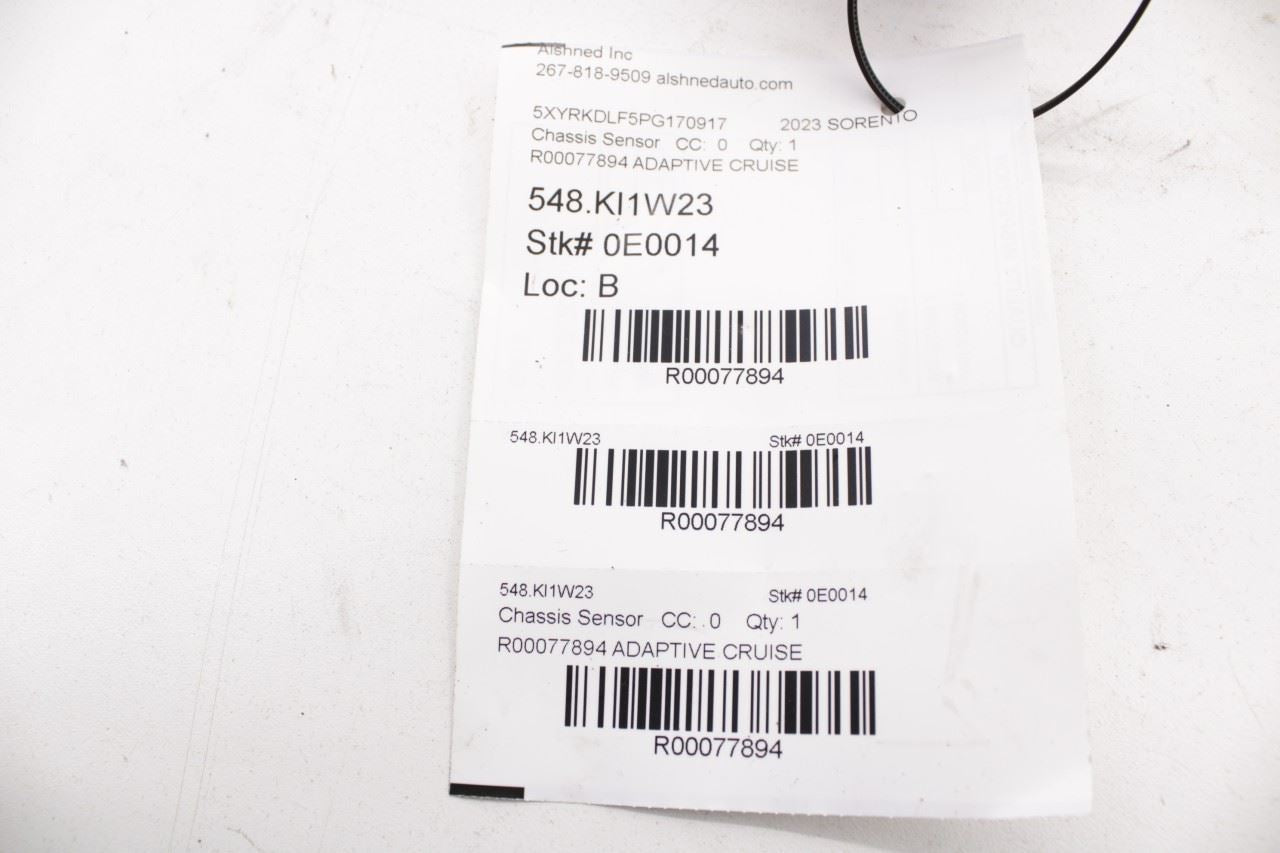 Alshned Inc
267-818-9509 alshnedauto.com
5XYRKDLF5PG170917 2023 SORENTO
Chassis Sensor CC: 0 Qty: 1
R00077894 ADAPTIVE CRUISE
548.KI1W23
Stk# 0E0014
Loc: B
R00077894
548.KI1W23 Stk# 0E0014
R00077894
548.KI1W23 Stk# 0E0014
Chassis Sensor CC: 0 Qty: 1
R00077894 ADAPTIVE CRUISE
R00077894